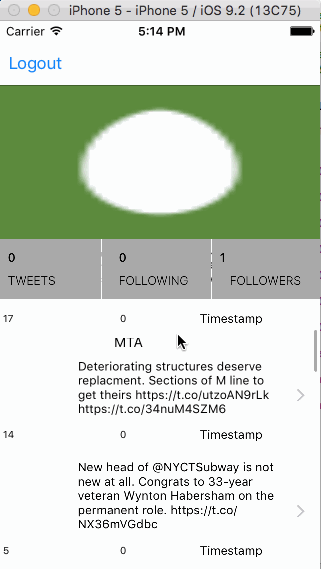 iPhone 5 - iPhone 5 / iOS 9.2 (13C75)
Carrier 5:14 PM
Logout
0 0 1
TWEETS FOLLOWING FOLLOWERS
17 0 Timestamp
MTA
Deteriorating structures deserve
replacment. Sections of M line to
get theirs https://t.co/utzoAN9rLk
https://t.co/34nuM4SZM6
14 0 Timestamp
New head of @NYCTSubway is not
new at all. Congrats to 33-year
veteran Wynton Habersham on the
permanent role. https://t.co/
NX36mVGdbc
5 0 Timestamp